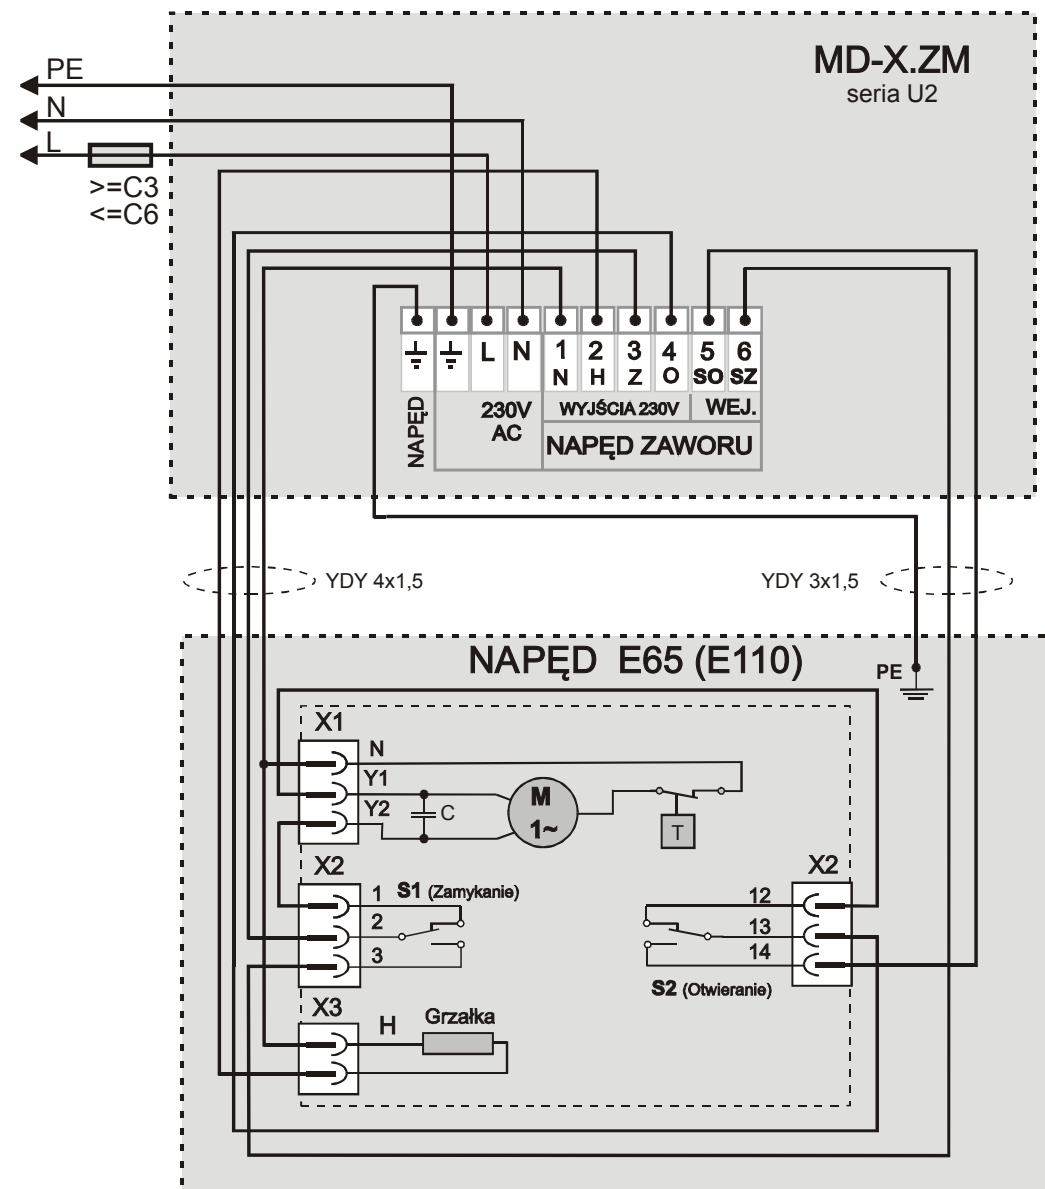 MD-X.ZM
seria U2
PE
N
L
>=C3
<=C6
L N 1 2 3 4 5 6
N H Z O SO SZ
NAPĘD
230V
AC
WYJŚCIA 230V
WEJ.
NAPĘD ZAWORU
YDY 4x1,5
YDY 3x1,5
NAPĘD E65 (E110)
PE
X1
N
Y1
Y2
C
M
1~
T
X2
1
2
3
S1 (Zamykanie)
X2
12
13
14
S2 (Otwieranie)
X3
H
Grzałka